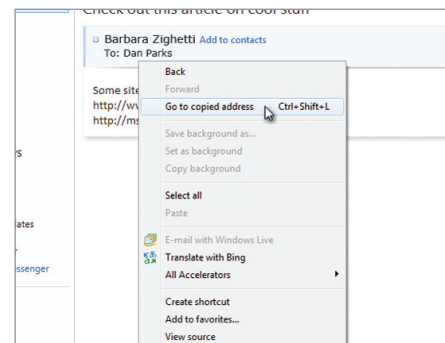 Check out this article on cool stuff
Barbara Zighetti Add to contacts
To: Dan Parks
Some site
http://w
http://ms
Back
Forward
Go to copied address Ctrl+Shift+L
Save background as...
Set as background
Copy background
Select all
Paste
E-mail with Windows Live
Translate with Bing
All Accelerators
Create shortcut
Add to favorites...
View source
ates
ssenger